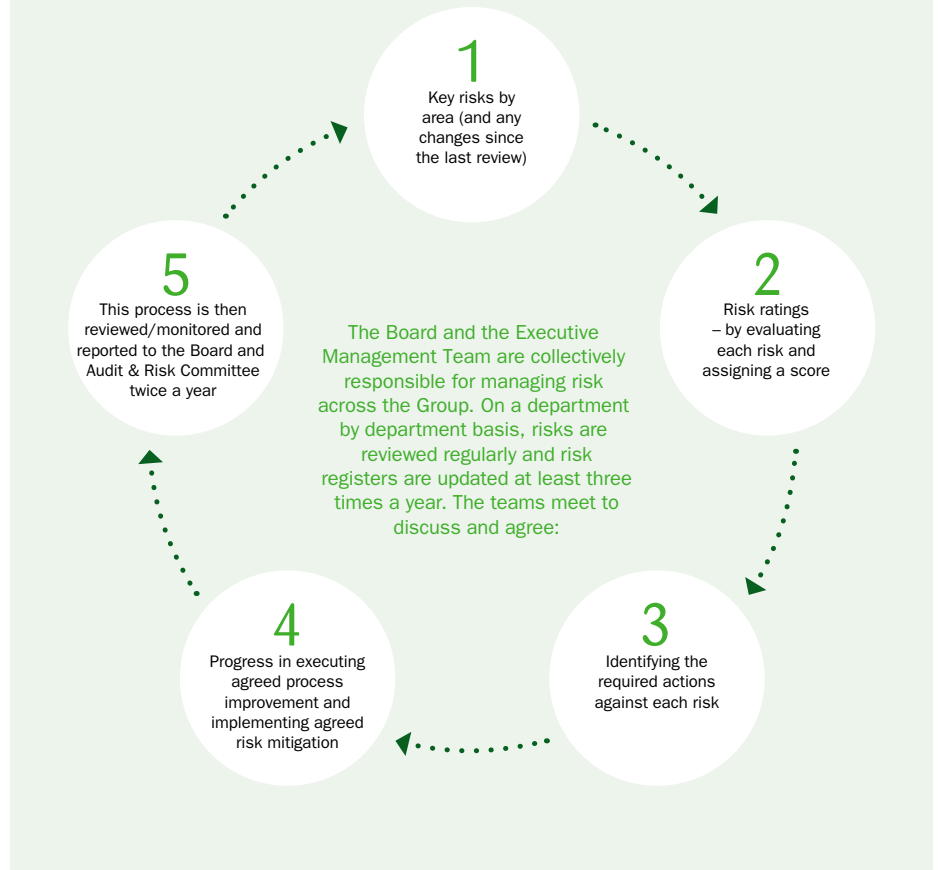 1
Key risks by
area (and any
changes since
the last review)
2
Risk ratings
– by evaluating
each risk and
assigning a score
3
Identifying the
required actions
against each risk
4
Progress in executing
agreed process
improvement and
implementing agreed
risk mitigation
5
This process is then
reviewed/monitored and
reported to the Board and
Audit & Risk Committee
twice a year
The Board and the Executive
Management Team are collectively
responsible for managing risk
across the Group. On a department
by department basis, risks are
reviewed regularly and risk
registers are updated at least three
times a year. The teams meet to
discuss and agree: